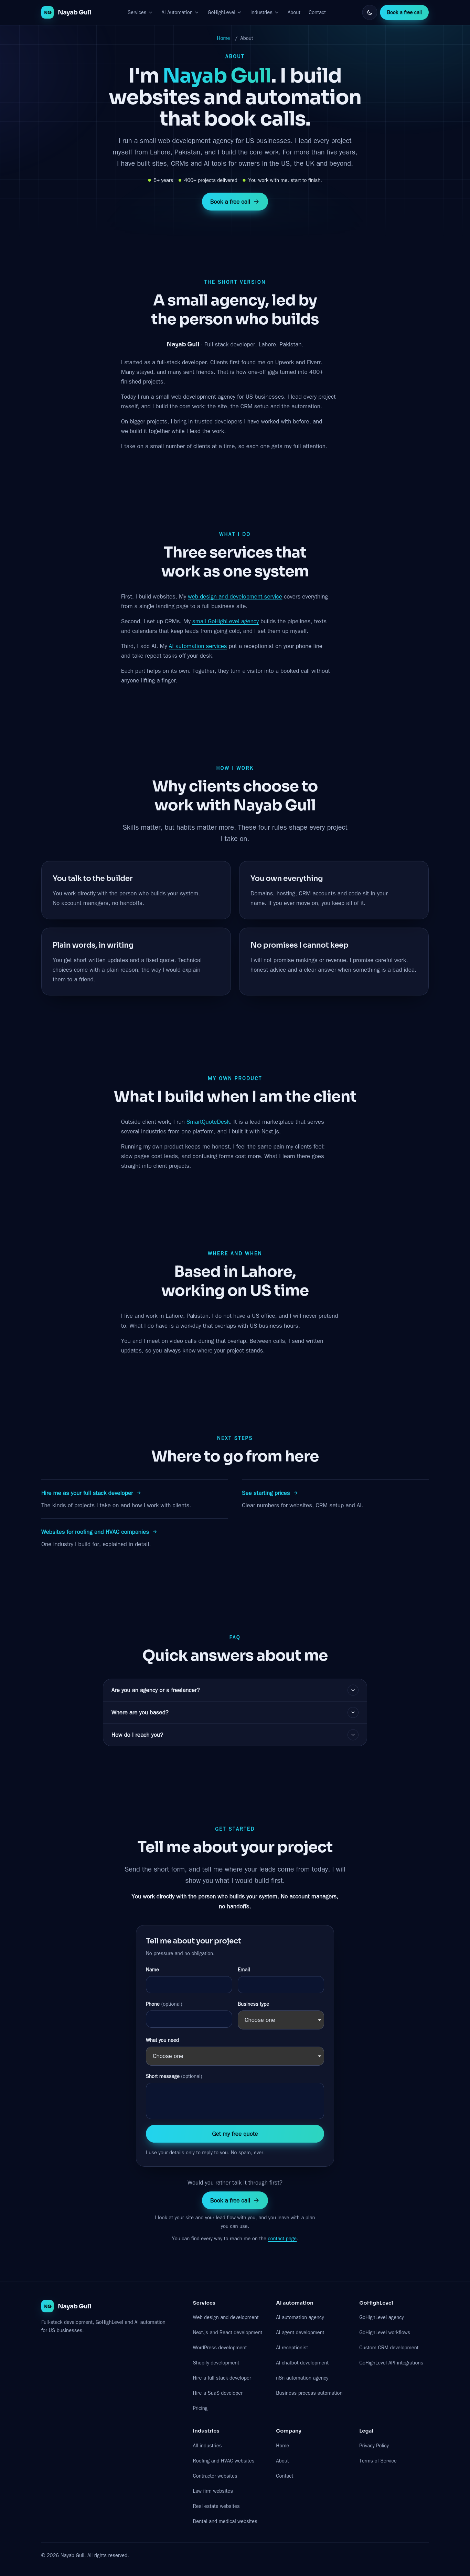 NG Nayab Gull Services AI Automation GoHighLevel Industries About Contact Book a free call
Home / About
ABOUT
I'm Nayab Gull. I build
websites and automation
that book calls.
I run a small web development agency for US businesses. I lead every project
myself from Lahore, Pakistan, and I build the core work. For more than five years,
I have built sites, CRMs and AI tools for owners in the US, the UK and beyond.
5+ years 400+ projects delivered You work with me, start to finish.
Book a free call
THE SHORT VERSION
A small agency, led by
the person who builds
Nayab Gull · Full-stack developer, Lahore, Pakistan.
I started as a full-stack developer. Clients first found me on Upwork and Fiverr.
Many stayed, and many sent friends. That is how one-off gigs turned into 400+
finished projects.
Today I run a small web development agency for US businesses. I lead every project
myself, and I build the core work: the site, the CRM setup and the automation.
On bigger projects, I bring in trusted developers I have worked with before, and
we build it together while I lead the work.
I take on a small number of clients at a time, so each one gets my full attention.
WHAT I DO
Three services that
work as one system
First, I build websites. My web design and development service covers everything
from a single landing page to a full business site.
Second, I set up CRMs. My small GoHighLevel agency builds the pipelines, texts
and calendars that keep leads from going cold, and I set them up myself.
Third, I add AI. My AI automation services put a receptionist on your phone line
and take repeat tasks off your desk.
Each part helps on its own. Together, they turn a visitor into a booked call without
anyone lifting a finger.
HOW I WORK
Why clients choose to
work with Nayab Gull
Skills matter, but habits matter more. These four rules shape every project
I take on.
You talk to the builder
You work directly with the person who builds your system.
No account managers, no handoffs.
You own everything
Domains, hosting, CRM accounts and code sit in your
name. If you ever move on, you keep all of it.
Plain words, in writing
You get short written updates and a fixed quote. Technical
choices come with a plain reason, the way I would explain
them to a friend.
No promises I cannot keep
I will not promise rankings or revenue. I promise careful work,
honest advice and a clear answer when something is a bad idea.
MY OWN PRODUCT
What I build when I am the client
Outside client work, I run SmartQuoteDesk. It is a lead marketplace that serves
several industries from one platform, and I built it with Next.js.
Running my own product keeps me honest. I feel the same pain my clients feel:
slow pages cost leads, and confusing forms cost more. What I learn there goes
straight into client projects.
WHERE AND WHEN
Based in Lahore,
working on US time
I live and work in Lahore, Pakistan. I do not have a US office, and I will never pretend
to. What I do have is a workday that overlaps with US business hours.
You and I meet on video calls during that overlap. Between calls, I send written
updates, so you always know where your project stands.
NEXT STEPS
Where to go from here
Hire me as your full stack developer
The kinds of projects I take on and how I work with clients.
See starting prices
Clear numbers for websites, CRM setup and AI.
Websites for roofing and HVAC companies
One industry I build for, explained in detail.
FAQ
Quick answers about me
Are you an agency or a freelancer?
Where are you based?
How do I reach you?
GET STARTED
Tell me about your project
Send the short form, and tell me where your leads come from today. I will
show you what I would build first.
You work directly with the person who builds your system. No account managers,
no handoffs.
Tell me about your project
No pressure and no obligation.
Name Email
Phone (optional) Business type
Choose one
What you need
Choose one
Short message (optional)
Get my free quote
I use your details only to reply to you. No spam, ever.
Would you rather talk it through first?
Book a free call
I look at your site and your lead flow with you, and you leave with a plan
you can use.
You can find every way to reach me on the contact page.
NG Nayab Gull
Full-stack development, GoHighLevel and AI automation
for US businesses.
Services
Web design and development
Next.js and React development
WordPress development
Shopify development
Hire a full stack developer
Hire a SaaS developer
Pricing
AI automation
AI automation agency
AI agent development
AI receptionist
AI chatbot development
n8n automation agency
Business process automation
GoHighLevel
GoHighLevel agency
GoHighLevel workflows
Custom CRM development
GoHighLevel API integrations
Industries
All industries
Roofing and HVAC websites
Contractor websites
Law firm websites
Real estate websites
Dental and medical websites
Company
Home
About
Contact
Legal
Privacy Policy
Terms of Service
© 2026 Nayab Gull. All rights reserved.